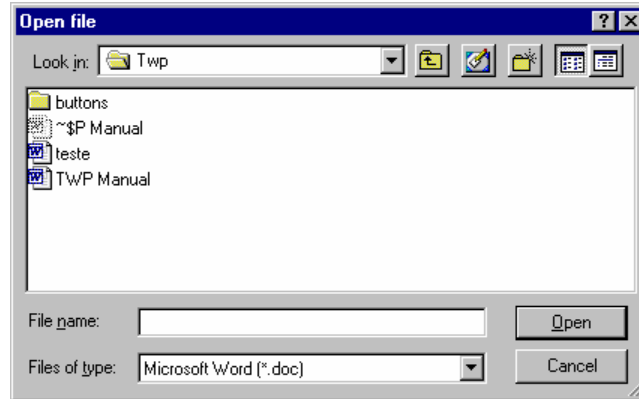 Open file
Look in: Twp
buttons
~$P Manual
teste
TWP Manual
File name: Open
Files of type: Microsoft Word (*.doc) Cancel